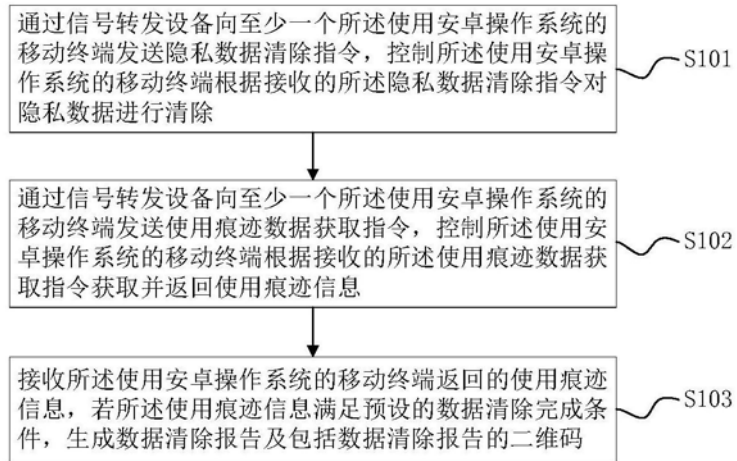 通过信号转发设备向至少一个所述使用安卓操作系统的
移动终端发送隐私数据清除指令，控制所述使用安卓操
作系统的移动终端根据接收的所述隐私数据清除指令对
隐私数据进行清除
S101
通过信号转发设备向至少一个所述使用安卓操作系统的
移动终端发送使用痕迹数据获取指令，控制所述使用安
卓操作系统的移动终端根据接收的所述使用痕迹数据获
取指令获取并返回使用痕迹信息
S102
接收所述使用安卓操作系统的移动终端返回的使用痕迹
信息，若所述使用痕迹信息满足预设的数据清除完成条
件，生成数据清除报告及包括数据清除报告的二维码
S103